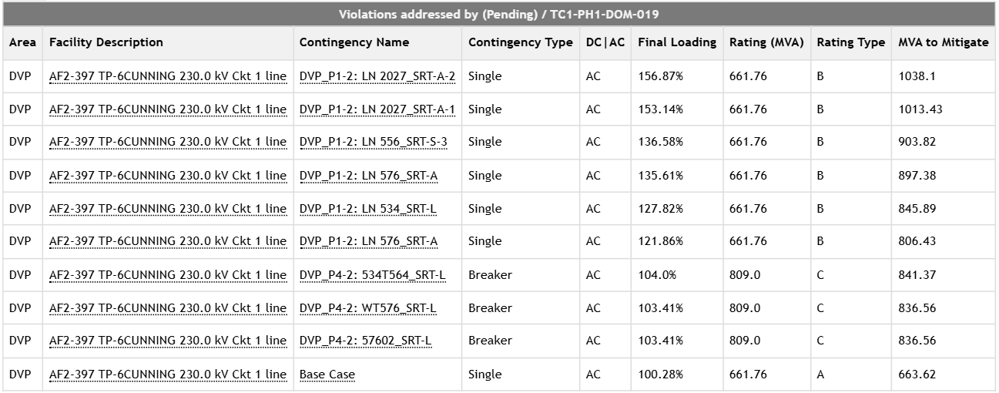 Violations addressed by (Pending) / TC1-PH1-DOM-019
Area Facility Description Contingency Name Contingency Type DC|AC Final Loading Rating (MVA) Rating Type MVA to Mitigate
DVP AF2-397 TP-6CUNNING 230.0 kV Ckt 1 line DVP_P1-2: LN 2027_SRT-A-2 Single AC 156.87% 661.76 B 1038.1
DVP AF2-397 TP-6CUNNING 230.0 kV Ckt 1 line DVP_P1-2: LN 2027_SRT-A-1 Single AC 153.14% 661.76 B 1013.43
DVP AF2-397 TP-6CUNNING 230.0 kV Ckt 1 line DVP_P1-2: LN 556_SRT-S-3 Single AC 136.58% 661.76 B 903.82
DVP AF2-397 TP-6CUNNING 230.0 kV Ckt 1 line DVP_P1-2: LN 576_SRT-A Single AC 135.61% 661.76 B 897.38
DVP AF2-397 TP-6CUNNING 230.0 kV Ckt 1 line DVP_P1-2: LN 534_SRT-L Single AC 127.82% 661.76 B 845.89
DVP AF2-397 TP-6CUNNING 230.0 kV Ckt 1 line DVP_P1-2: LN 576_SRT-A Single AC 121.86% 661.76 B 806.43
DVP AF2-397 TP-6CUNNING 230.0 kV Ckt 1 line DVP_P4-2: 534T564_SRT-L Breaker AC 104.0% 809.0 C 841.37
DVP AF2-397 TP-6CUNNING 230.0 kV Ckt 1 line DVP_P4-2: WT576_SRT-L Breaker AC 103.41% 809.0 C 836.56
DVP AF2-397 TP-6CUNNING 230.0 kV Ckt 1 line DVP_P4-2: 57602_SRT-L Breaker AC 103.41% 809.0 C 836.56
DVP AF2-397 TP-6CUNNING 230.0 kV Ckt 1 line Base Case Single AC 100.28% 661.76 A 663.62